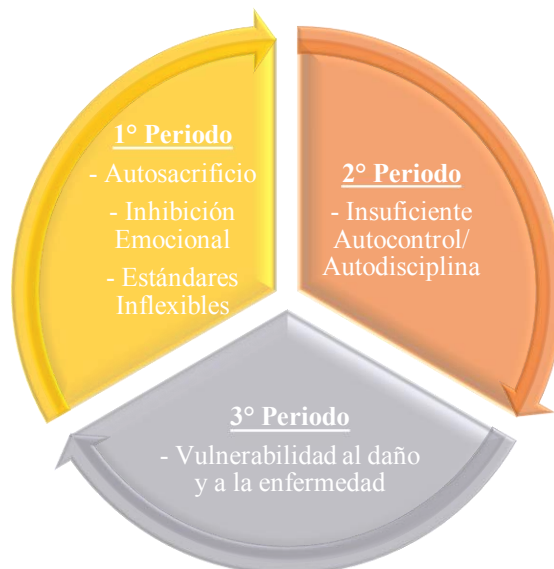 1° Periodo
- Autosacrificio
- Inhibición
Emocional
- Estándares
Inflexibles
2° Periodo
- Insuficiente
Autocontrol/
Autodisciplina
3° Periodo
- Vulnerabilidad al daño
y a la enfermedad